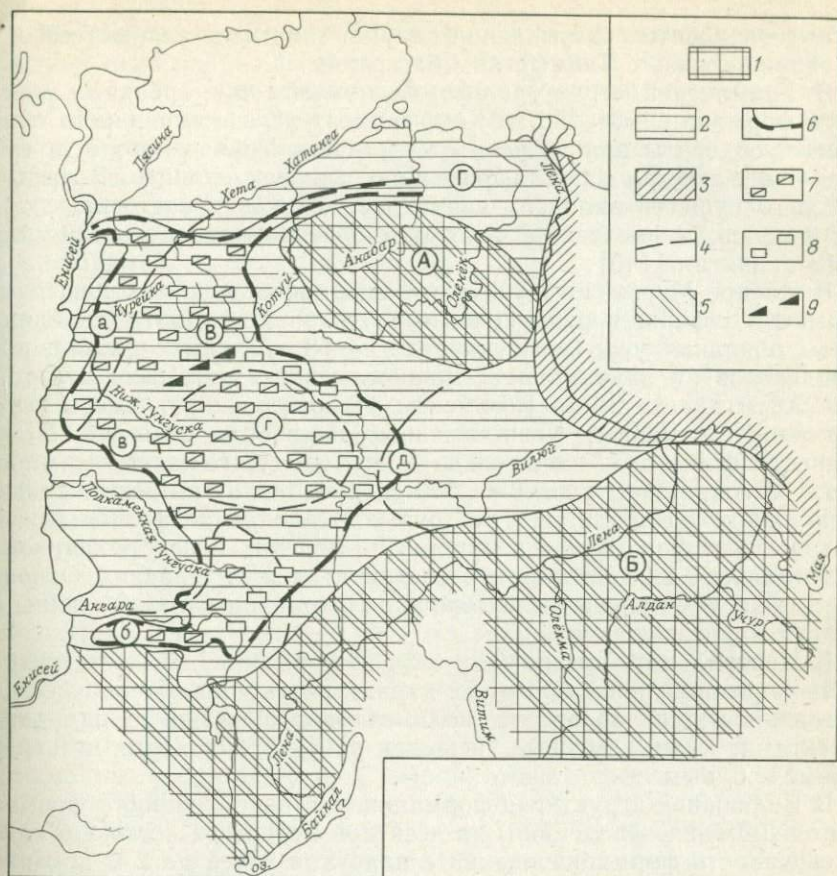 Пясина
Хета
Хатанга
Лена
Енисей
Г
Анабар
А
Оленёк
Котуй
Курейка
а
В
Ниж. Тунгуска
в
г
Д
Вилюй
Подкаменная Тунгуска
Лена
Б
Алдан
Мая
Учур
Олёкма
Ангара
б
Енисей
Витим
Лена
оз. Байкал
1
2
6
3
7
4
8
5
9